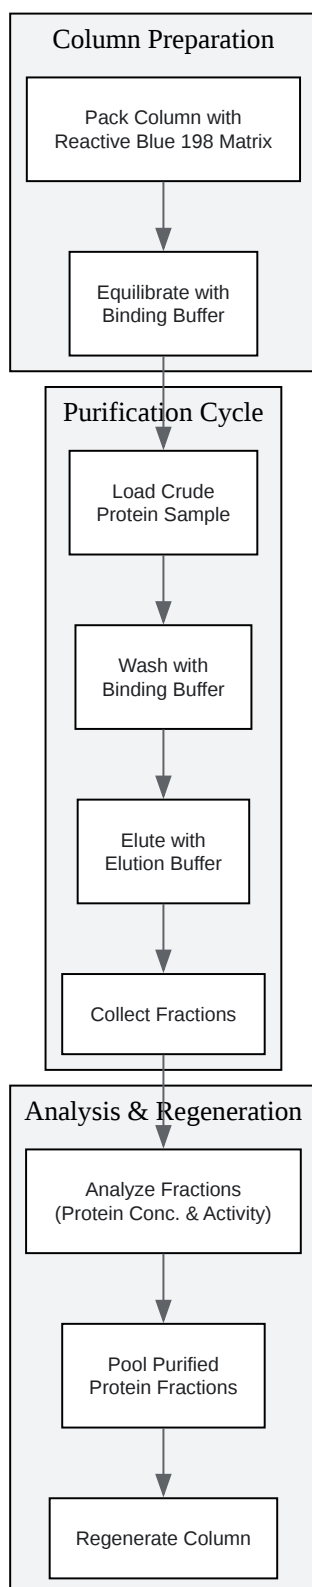 Column Preparation
Pack Column with
Reactive Blue 198 Matrix
Equilibrate with
Binding Buffer
Purification Cycle
Load Crude
Protein Sample
Wash with
Binding Buffer
Elute with
Elution Buffer
Collect Fractions
Analysis & Regeneration
Analyze Fractions
(Protein Conc. & Activity)
Pool Purified
Protein Fractions
Regenerate Column